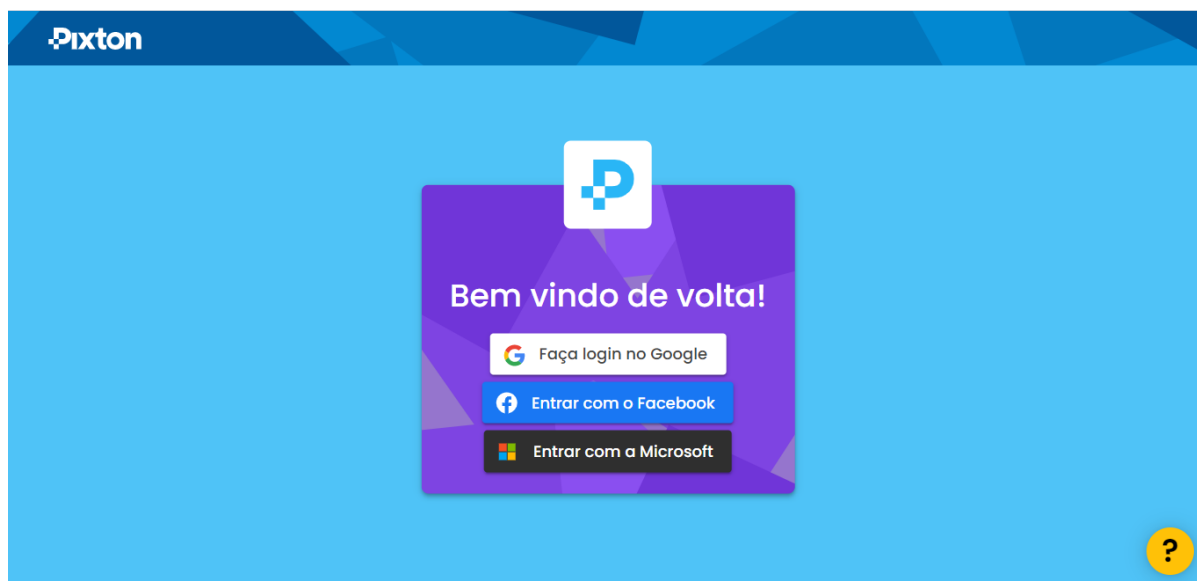 Pixton
Bem vindo de volta!
Faça login no Google
Entrar com o Facebook
Entrar com a Microsoft
?